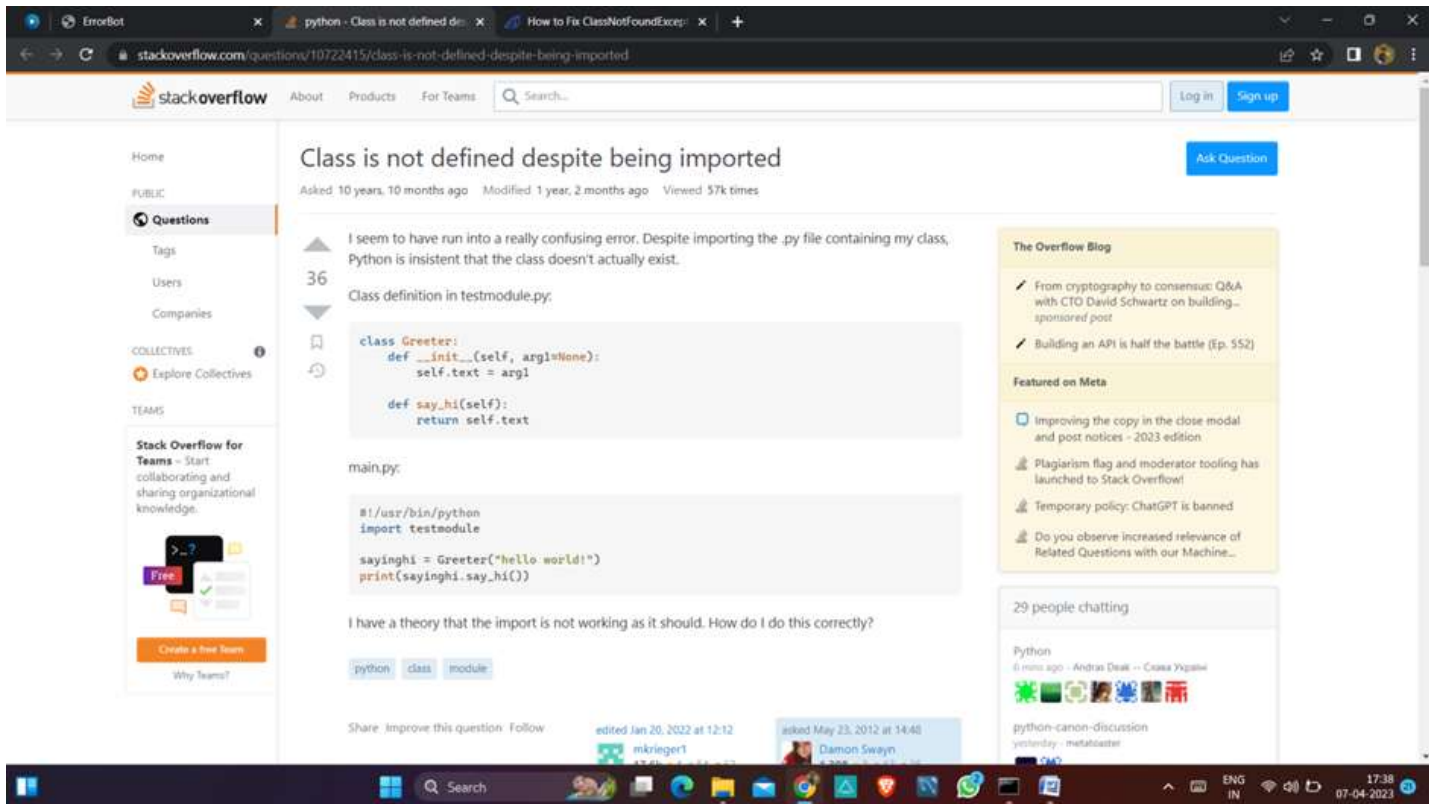 ErrorBot
python - Class is not defined des
How to Fix ClassNotFoundExcep
stackoverflow.com/questions/10722415/class-is-not-defined-despite-being-imported
stackoverflow
About
Products
For Teams
Search...
Log in
Sign up
Home
PUBLIC
Questions
Tags
Users
Companies
COLLECTIVES
Explore Collectives
TEAMS
Stack Overflow for
Teams – Start
collaborating and
sharing organizational
knowledge.
>_?
Free
Create a free Team
Why Teams?
Class is not defined despite being imported
Ask Question
Asked 10 years, 10 months ago Modified 1 year, 2 months ago Viewed 57k times
36
I seem to have run into a really confusing error. Despite importing the .py file containing my class,
Python is insistent that the class doesn't actually exist.
Class definition in testmodule.py:
class Greeter:
def __init__(self, arg1=None):
self.text = arg1
def say_hi(self):
return self.text
main.py:
#!/usr/bin/python
import testmodule
sayinghi = Greeter("hello world!")
print(sayinghi.say_hi())
I have a theory that the import is not working as it should. How do I do this correctly?
python class module
Share Improve this question Follow
edited Jan 20, 2022 at 12:12
mkrieger1
asked May 23, 2012 at 14:48
Damon Swayn
The Overflow Blog
From cryptography to consensus: Q&A
with CTO David Schwartz on building...
sponsored post
Building an API is half the battle (Ep. 552)
Featured on Meta
Improving the copy in the close modal
and post notices - 2023 edition
Plagiarism flag and moderator tooling has
launched to Stack Overflow!
Temporary policy: ChatGPT is banned
Do you observe increased relevance of
Related Questions with our Machine...
29 people chatting
Python
6 mins ago - Andras Deak -- Слава Україні
python-canon-discussion
yesterday - metatoaster
Search
ENG
IN
17:38
07-04-2023